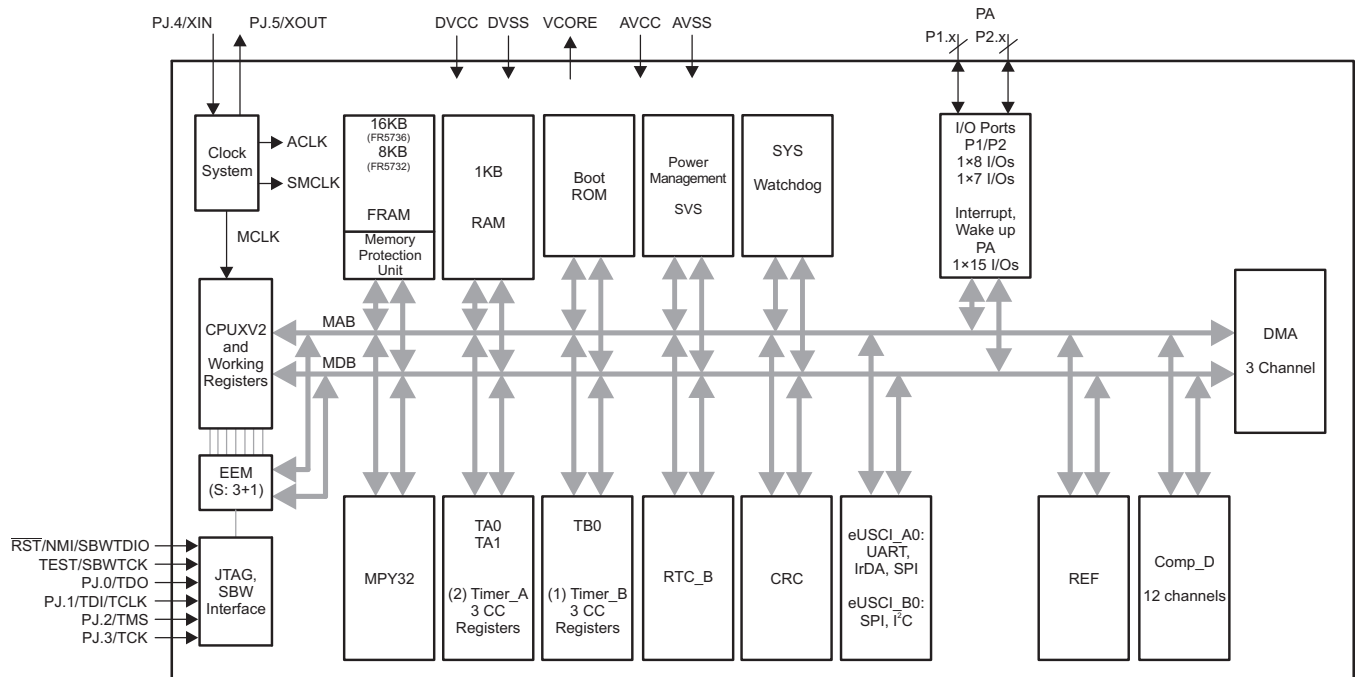 PJ.4/XIN
PJ.5/XOUT
DVCC
DVSS
VCORE
AVCC
AVSS
PA
P1.x
P2.x
Clock
System
ACLK
SMCLK
MCLK
16KB
(FR5736)
8KB
(FR5732)
FRAM
Memory
Protection
Unit
1KB
RAM
Boot
ROM
Power
Management
SVS
SYS
Watchdog
I/O Ports
P1/P2
1×8 I/Os
1×7 I/Os
Interrupt,
Wake up
PA
1×15 I/Os
CPUXV2
and
Working
Registers
MAB
MDB
DMA
3 Channel
EEM
(S: 3+1)
RST/NMI/SBWTDIO
TEST/SBWTCK
PJ.0/TDO
PJ.1/TDI/TCLK
PJ.2/TMS
PJ.3/TCK
JTAG,
SBW
Interface
MPY32
TA0
TA1
(2) Timer_A
3 CC
Registers
TB0
(1) Timer_B
3 CC
Registers
RTC_B
CRC
eUSCI_A0:
UART,
IrDA, SPI
eUSCI_B0:
SPI, I²C
REF
Comp_D
12 channels